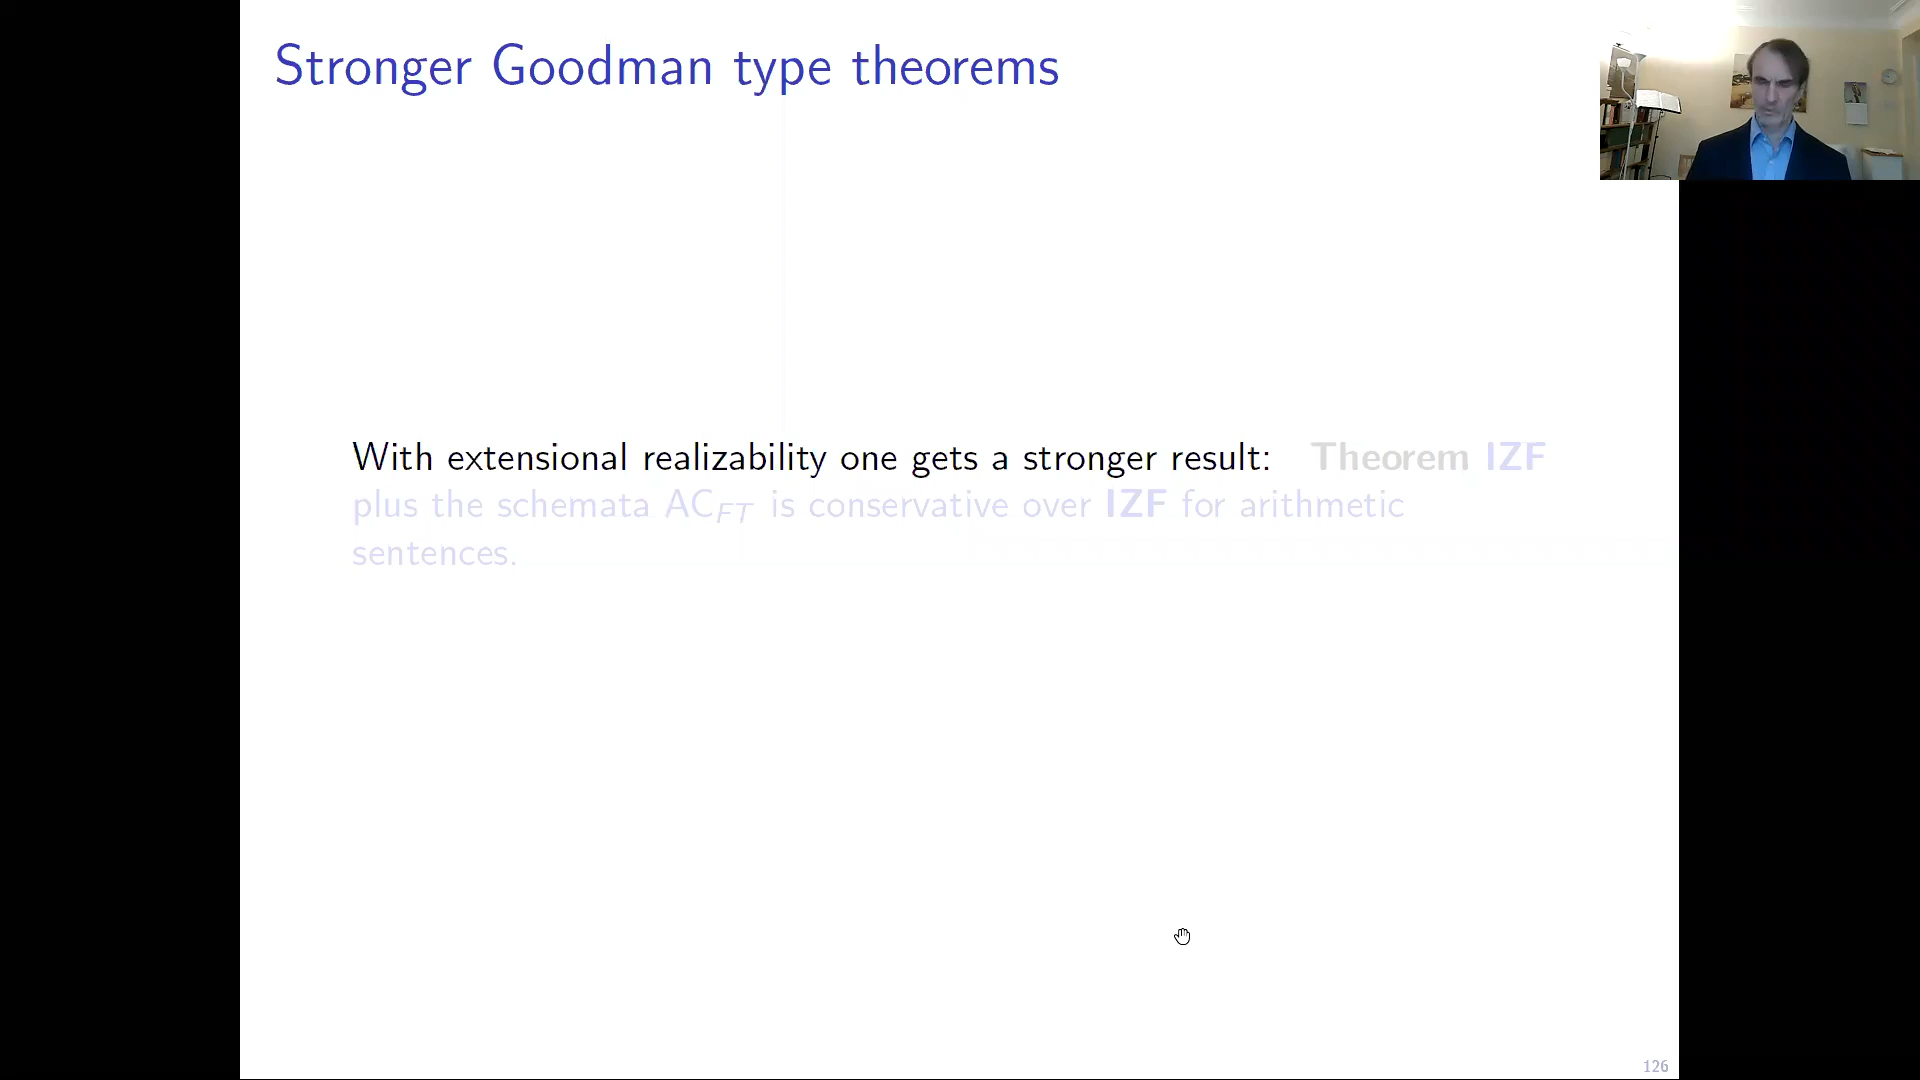 Stronger Goodman type theorems
With extensional realizability one gets a stronger result: Theorem IZF
plus the schemata AC_FT is conservative over IZF for arithmetic
sentences.
126